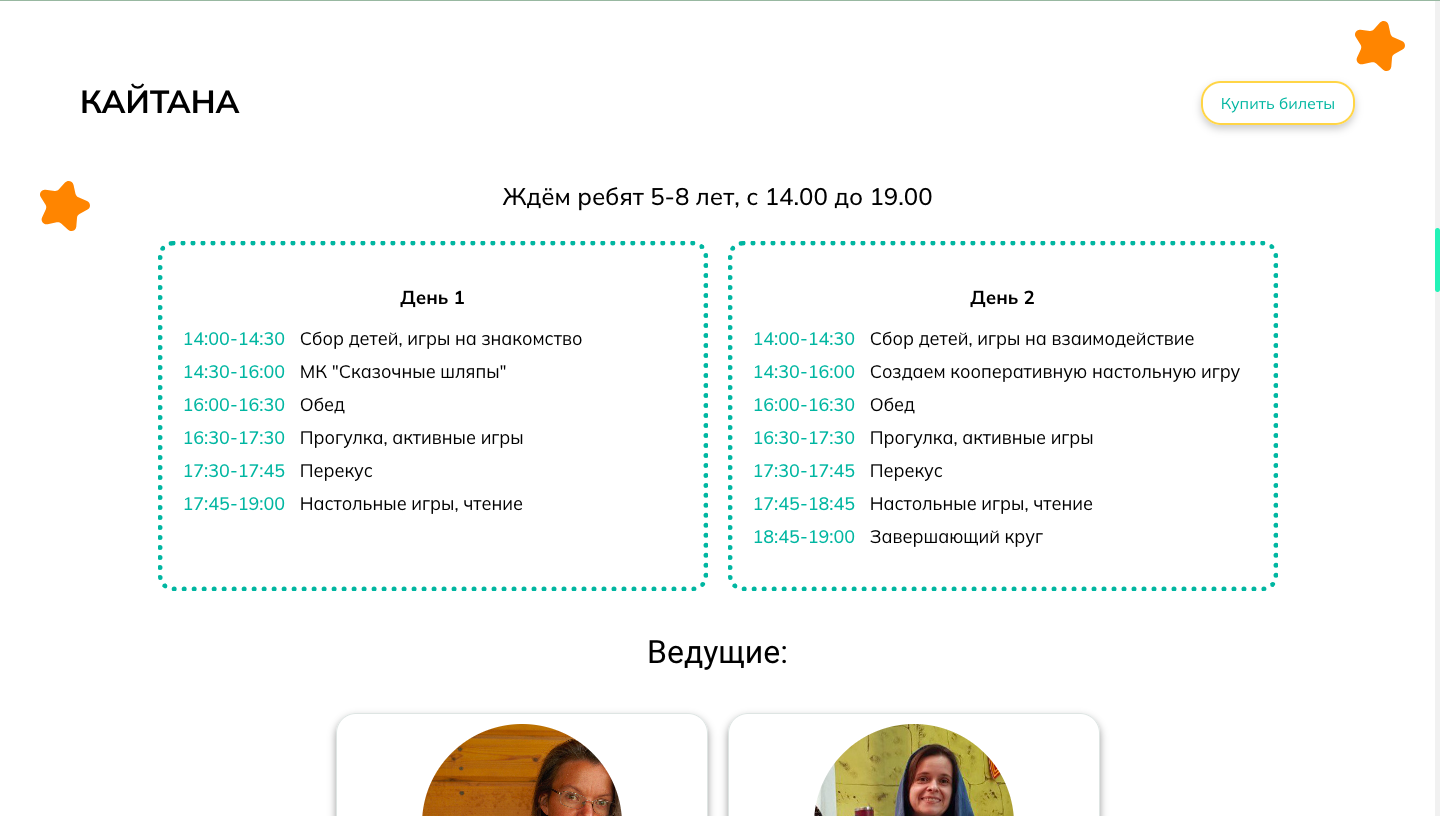 КАЙТАНА
Купить билеты
Ждём ребят 5-8 лет, с 14.00 до 19.00
День 1
14:00-14:30 Сбор детей, игры на знакомство
14:30-16:00 МК "Сказочные шляпы"
16:00-16:30 Обед
16:30-17:30 Прогулка, активные игры
17:30-17:45 Перекус
17:45-19:00 Настольные игры, чтение
День 2
14:00-14:30 Сбор детей, игры на взаимодействие
14:30-16:00 Создаем кооперативную настольную игру
16:00-16:30 Обед
16:30-17:30 Прогулка, активные игры
17:30-17:45 Перекус
17:45-18:45 Настольные игры, чтение
18:45-19:00 Завершающий круг
Ведущие: